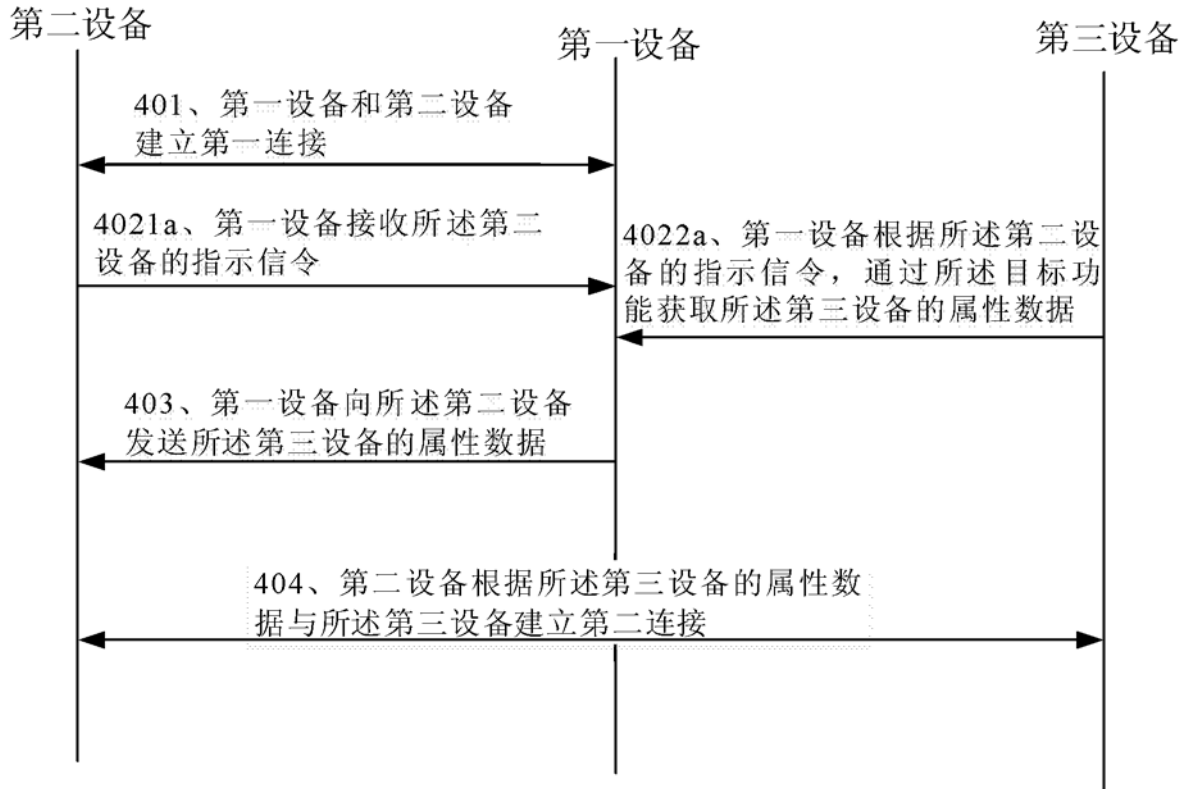 第二设备
第一设备
第三设备
401、第一设备和第二设备
建立第一连接
4021a、第一设备接收所述第二
设备的指示信令
4022a、第一设备根据所述第二设
备的指示信令，通过所述目标功
能获取所述第三设备的属性数据
403、第一设备向所述第二设备
发送所述第三设备的属性数据
404、第二设备根据所述第三设备的属性数
据与所述第三设备建立第二连接